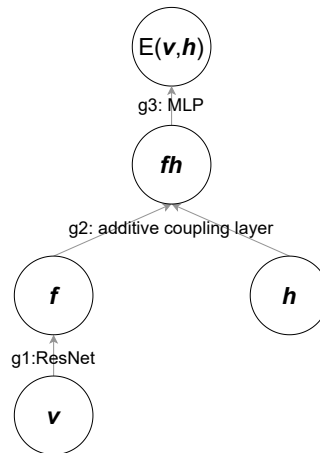 E(v,h)
g3: MLP
fh
g2: additive coupling layer
f
h
g1:ResNet
v